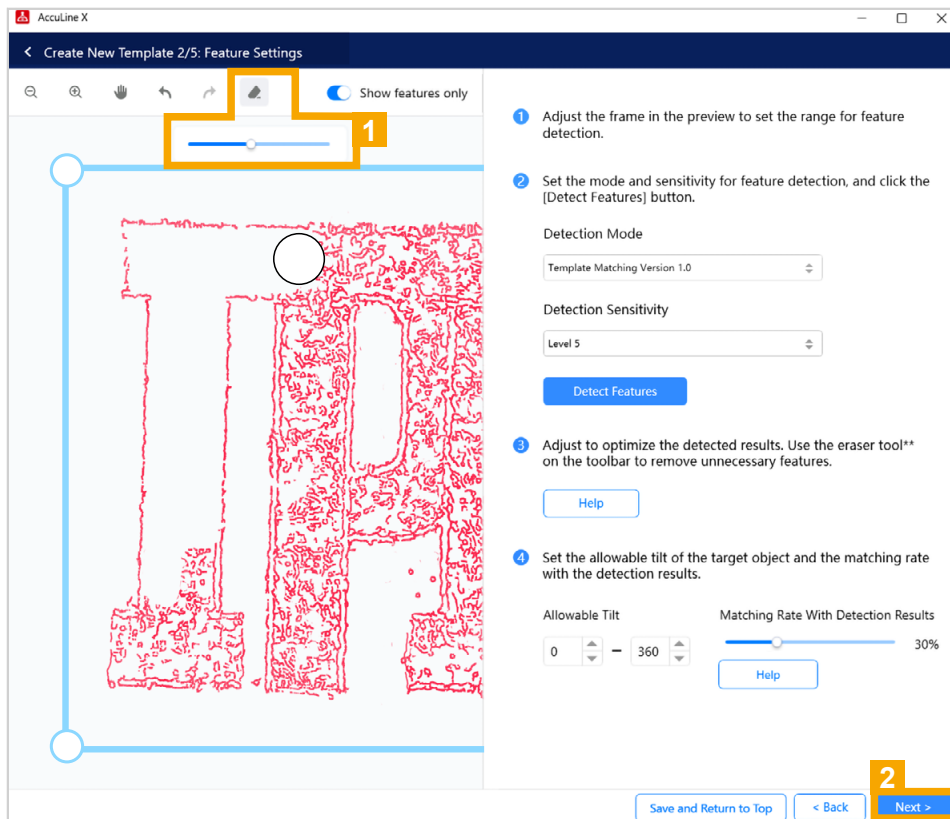 AccuLine X
< Create New Template 2/5: Feature Settings
Show features only
1
1 Adjust the frame in the preview to set the range for feature
detection.
2 Set the mode and sensitivity for feature detection, and click the
[Detect Features] button.
Detection Mode
Template Matching Version 1.0
Detection Sensitivity
Level 5
Detect Features
3 Adjust to optimize the detected results. Use the eraser tool**
on the toolbar to remove unnecessary features.
Help
4 Set the allowable tilt of the target object and the matching rate
with the detection results.
Allowable Tilt
Matching Rate With Detection Results
0 – 360
30%
Help
2
Save and Return to Top
< Back
Next >